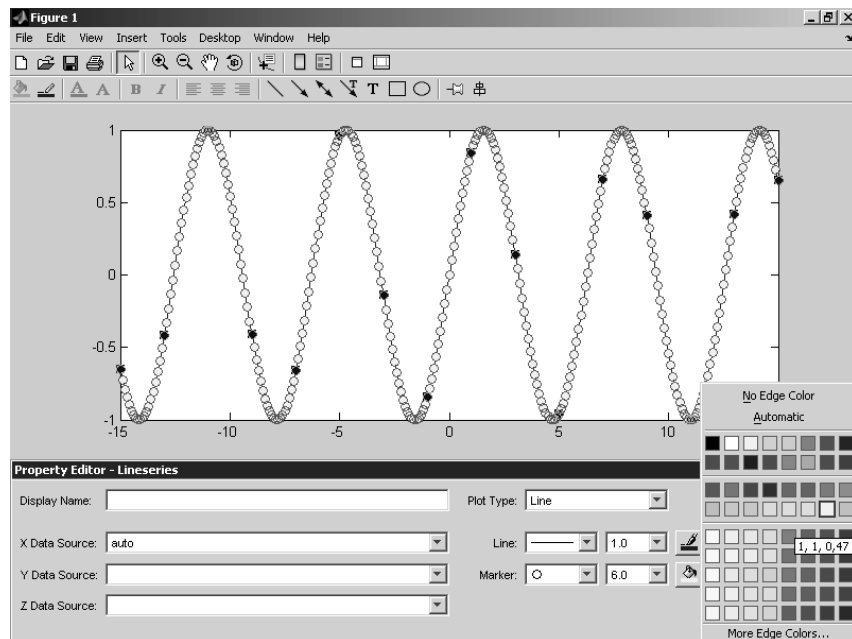 Figure 1
File Edit View Insert Tools Desktop Window Help
A A B I T T
1
0.5
0
-0.5
-1
-15 -10 -5 0 5 10
No Edge Color
Automatic
1, 1, 0,47
More Edge Colors...
Property Editor - Lineseries
Display Name: Plot Type: Line
X Data Source: auto Line: 1.0
Y Data Source: Marker: 6.0
Z Data Source: